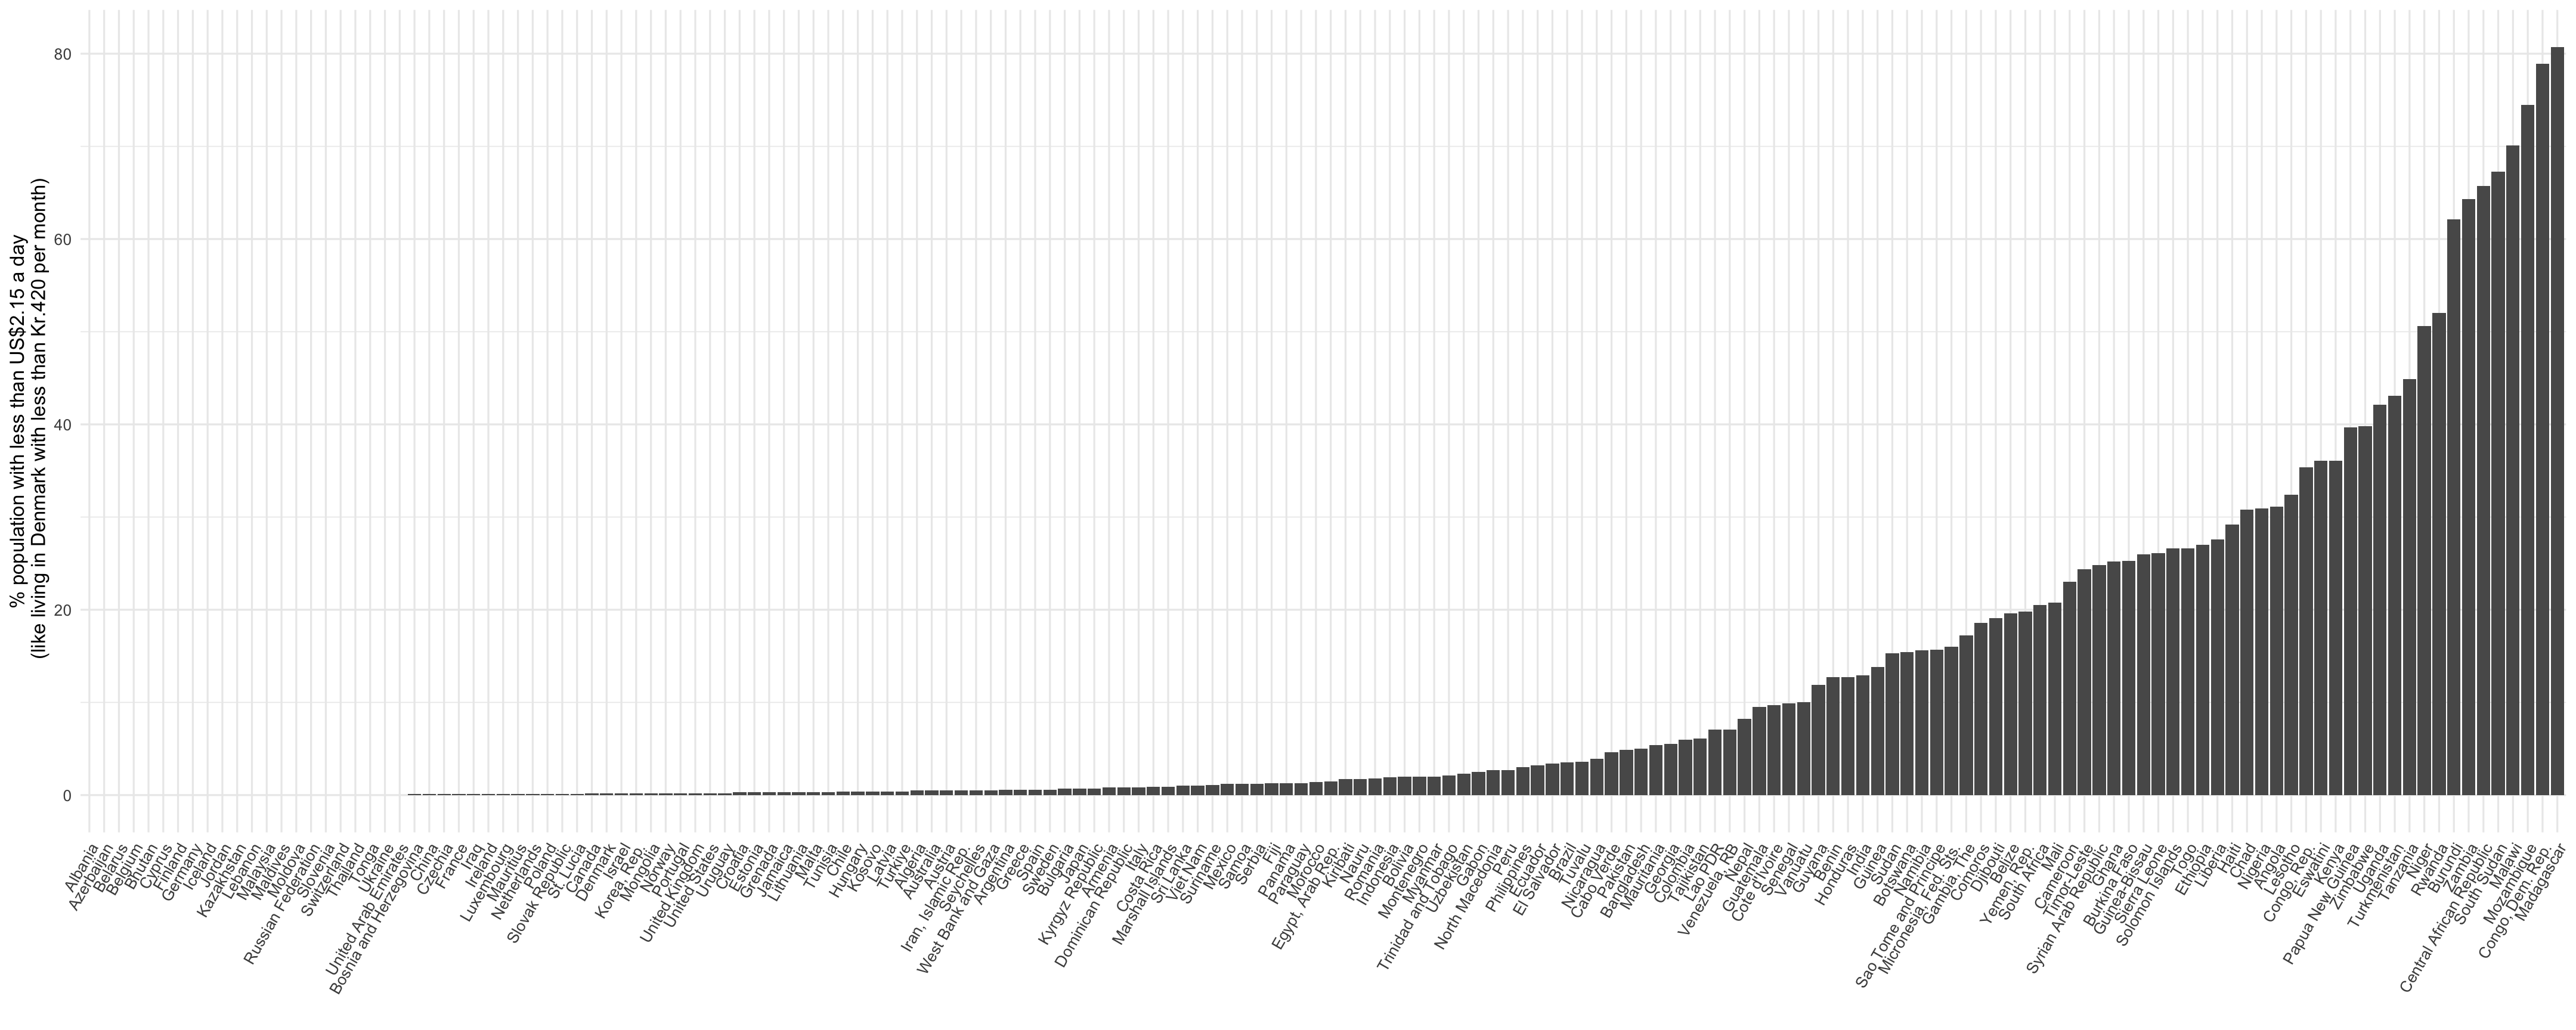 % population with less than US$2.15 a day
(like living in Denmark with less than Kr.420 per month)
80
60
40
20
0
Albania
Azerbaijan
Belarus
Belgium
Bhutan
Cyprus
Finland
Germany
Iceland
Jordan
Kazakhstan
Lebanon
Malaysia
Maldives
Moldova
Russian Federation
Slovenia
Switzerland
Thailand
Tonga
Ukraine
United Arab Emirates
Bosnia and Herzegovina
China
Czechia
France
Iraq
Ireland
Luxembourg
Mauritius
Netherlands
Poland
Slovak Republic
St. Lucia
Canada
Denmark
Israel
Korea, Rep.
Mongolia
Norway
Portugal
United Kingdom
United States
Uruguay
Croatia
Estonia
Grenada
Jamaica
Lithuania
Malta
Tunisia
Chile
Hungary
Kosovo
Latvia
Turkiye
Algeria
Australia
Austria
Iran, Islamic Rep.
Seychelles
West Bank and Gaza
Argentina
Greece
Spain
Sweden
Bulgaria
Japan
Kyrgyz Republic
Armenia
Dominican Republic
Italy
Costa Rica
Marshall Islands
Sri Lanka
Viet Nam
Suriname
Mexico
Samoa
Serbia
Fiji
Panama
Paraguay
Morocco
Egypt, Arab Rep.
Kiribati
Nauru
Romania
Indonesia
Bolivia
Montenegro
Myanmar
Trinidad and Tobago
Uzbekistan
Gabon
North Macedonia
Peru
Philippines
Ecuador
El Salvador
Brazil
Tuvalu
Nicaragua
Cabo Verde
Pakistan
Bangladesh
Mauritania
Georgia
Colombia
Tajikistan
Lao PDR
Venezuela, RB
Nepal
Guatemala
Cote d'Ivoire
Senegal
Vanuatu
Guyana
Benin
Honduras
India
Guinea
Sudan
Botswana
Namibia
Sao Tome and Principe
Micronesia, Fed. Sts.
Gambia, The
Comoros
Djibouti
Belize
Yemen, Rep.
South Africa
Mali
Cameroon
Timor-Leste
Syrian Arab Republic
Ghana
Burkina Faso
Guinea-Bissau
Sierra Leone
Solomon Islands
Togo
Ethiopia
Liberia
Haiti
Chad
Nigeria
Angola
Lesotho
Congo, Rep.
Eswatini
Kenya
Papua New Guinea
Zimbabwe
Uganda
Turkmenistan
Tanzania
Niger
Rwanda
Burundi
Zambia
Central African Republic
South Sudan
Malawi
Mozambique
Congo, Dem. Rep.
Madagascar